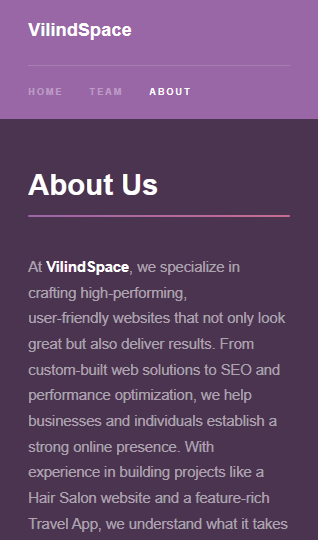 VilindSpace
HOME TEAM ABOUT
About Us
At VilindSpace, we specialize in
crafting high-performing,
user-friendly websites that not only look
great but also deliver results. From
custom-built web solutions to SEO and
performance optimization, we help
businesses and individuals establish a
strong online presence. With
experience in building projects like a
Hair Salon website and a feature-rich
Travel App, we understand what it takes